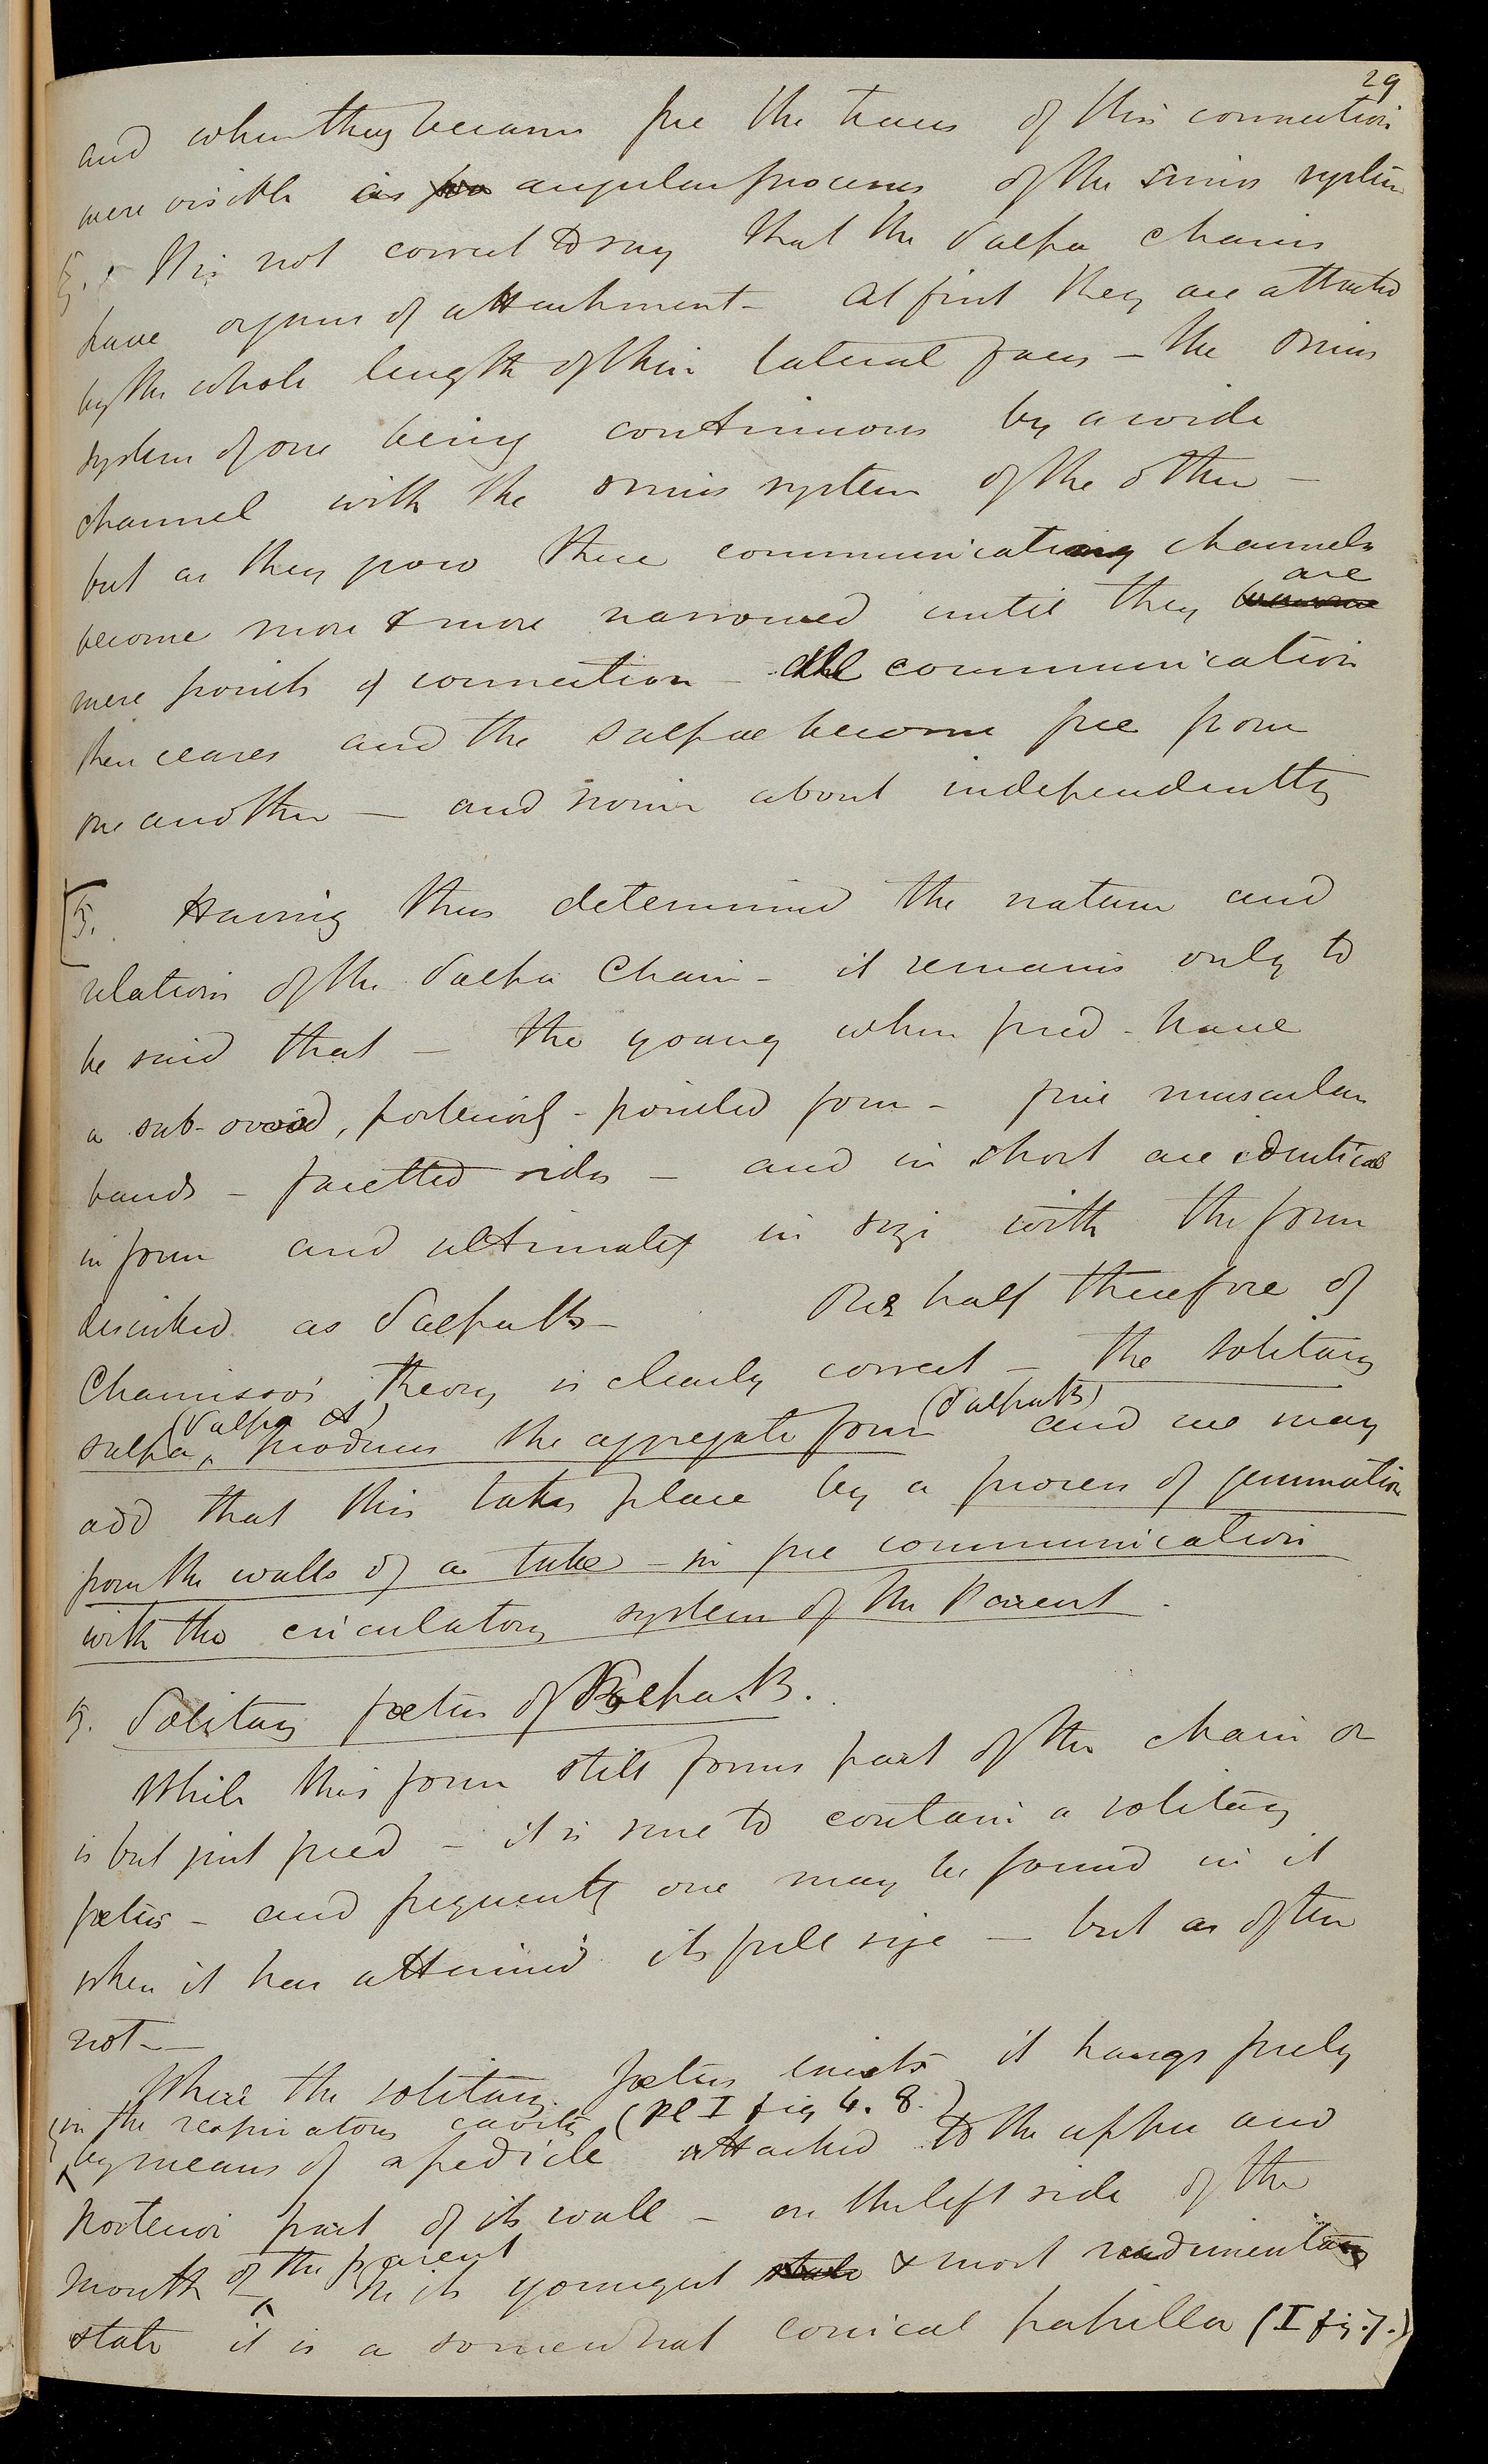 29
and when they became free the traces of this connection
were visible as angular processes of the sinus system
§. It is not correct to say that the Salpa chains
have organs of attachment - at first they are attached
by the whole length of their lateral faces - the sinus
system of one being continuous by a wide
channel with the sinus system of the other -
but as they grow these communicating channels
become more & more narrowed until they become are
mere points of connection - all communication
then ceases and the Salpae become free from
one another - and swim about independently
[§. Having thus determined the nature and
relations of the Salpa Chain - it remains only to
be said that - the young when freed - have
a sub-ovoid, posteriorly - pointed form - five muscular
bands - facetted sides - and in short are identical
in form and ultimately in size with the form
described as Salpa B - One half therefore of
Chamisso's theory is clearly correct - the solitary
salpa, (Salpa A) produces the aggregate form (Salpa B) and we may
add that this takes place by a process of gemmation
from the walls of a tube - in free communication
with the circulatory system of the Parent.
§. Solitary foetus of Salpa. B.
While this form still forms part of the chain or
is but just freed - it is sure to contain a solitary
foetus - and frequently one may be found in it
when it has attained its full size - but as often
not -
Where the solitary foetus exists it hangs freely
in the respiratory cavity (Pl I fig 4. 8.)
by means of a pedicle attached to the upper and
posterior part of its wall - on the left side of the
mouth of the parent - In its youngest state & most rudimentary
state it is a somewhat conical papilla (I fig. 7.)